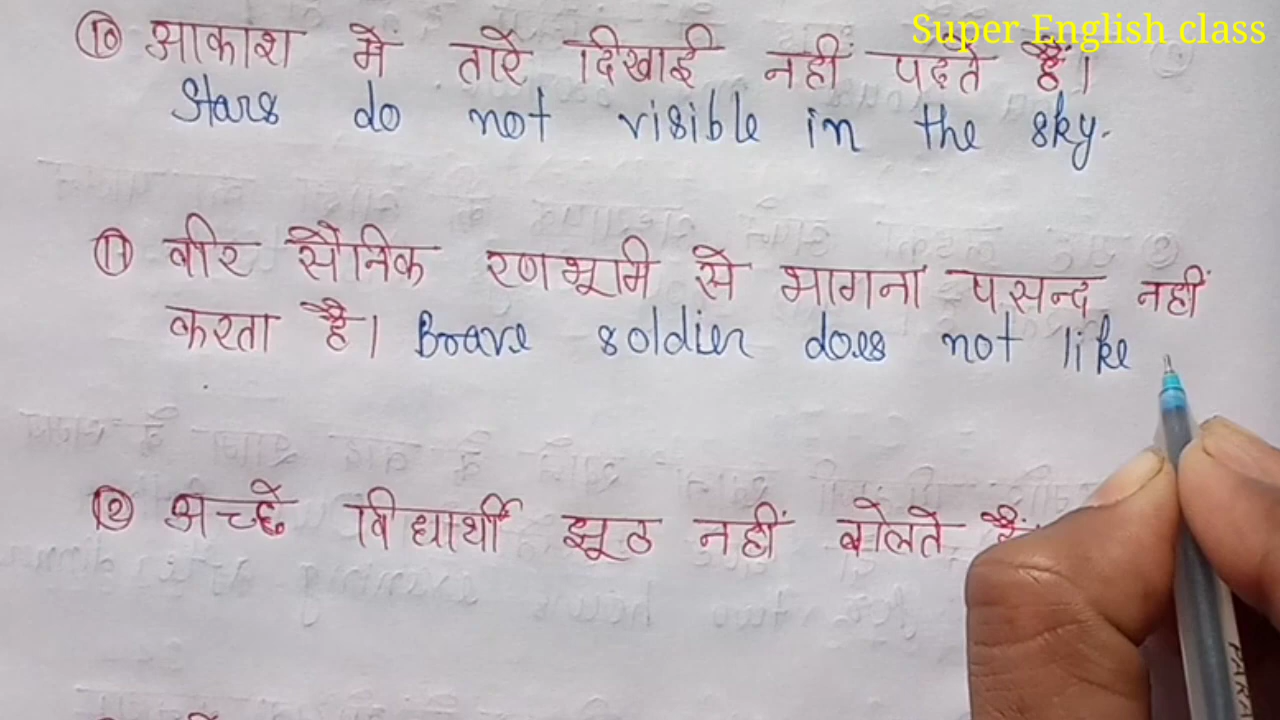 Super English class
⑩ आकाश में तारे दिखाई नहीं पड़ते हैं।
Stars do not visible in the sky.
⑪ वीर सैनिक रणभूमि से भागना पसन्द नहीं
करता है। Brave soldier does not like
⑫ अच्छे विद्यार्थी झूठ नहीं बोलते हैं